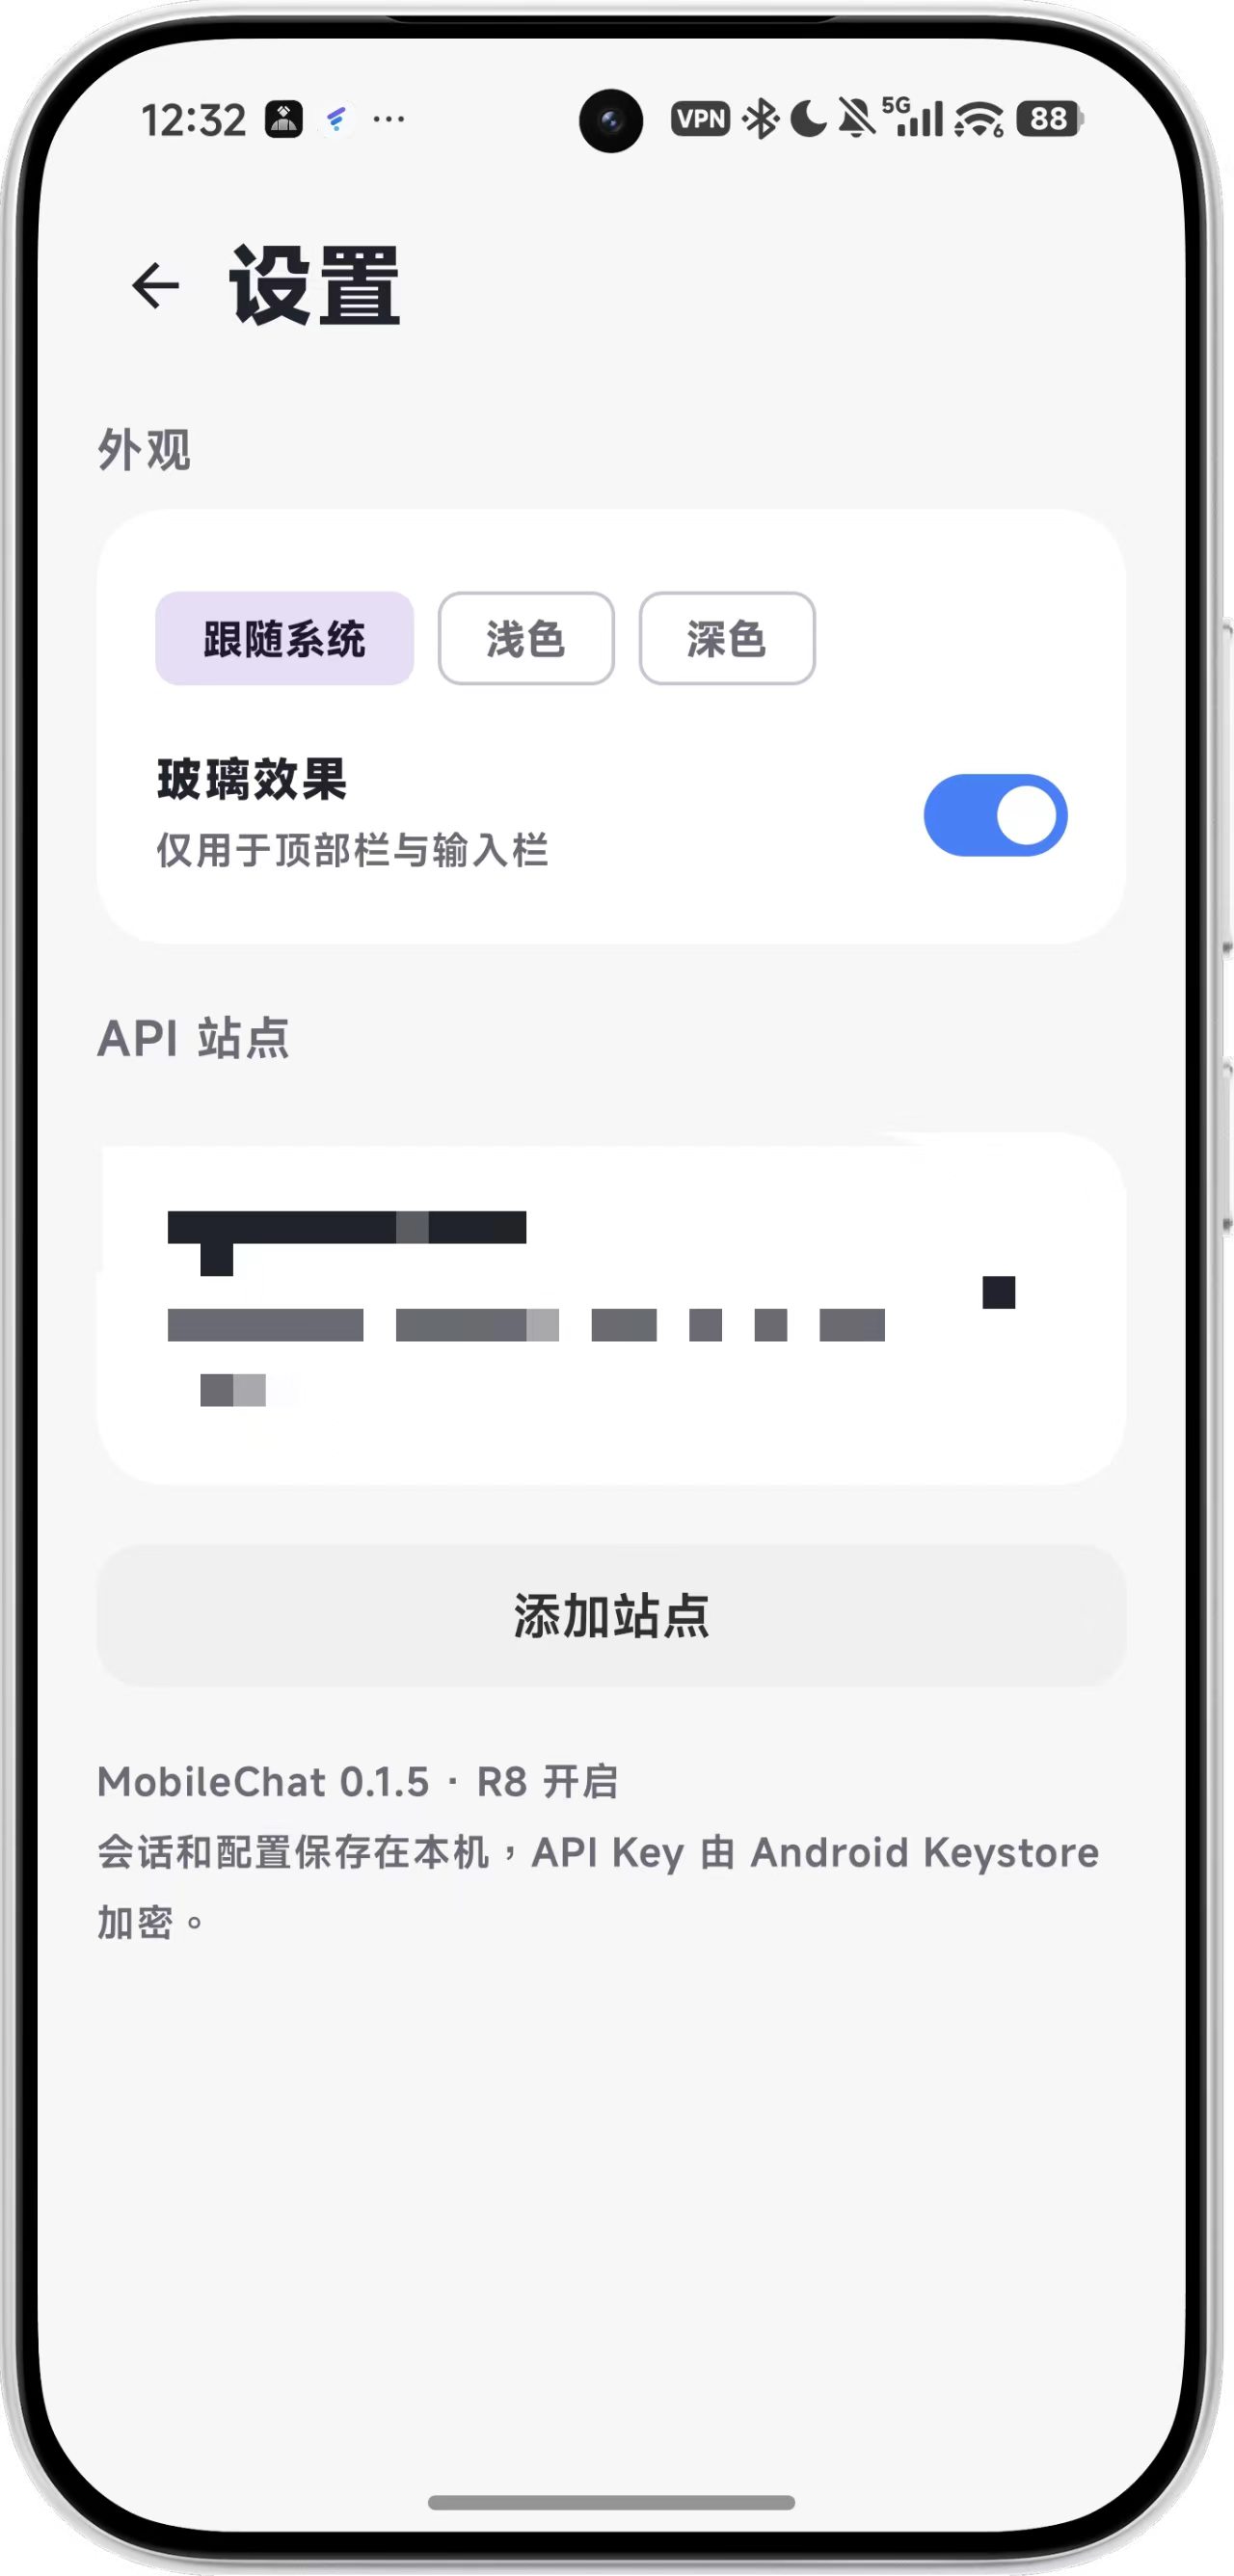 12:32 VPN 5G 6 88
设置
外观
跟随系统 浅色 深色
玻璃效果
仅用于顶部栏与输入栏
API 站点
添加站点
MobileChat 0.1.5 · R8 开启
会话和配置保存在本机，API Key 由 Android Keystore
加密。